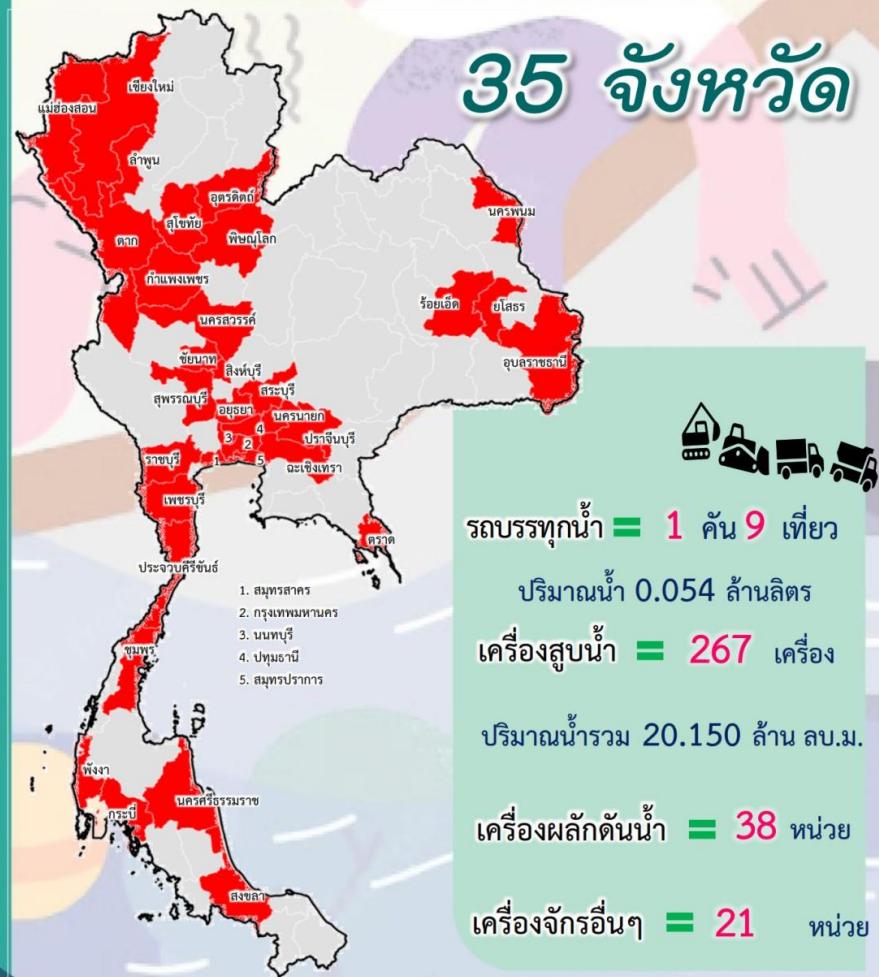 35 จังหวัด
เชียงใหม่
แม่ฮ่องสอน
ลำพูน
อุตรดิตถ์
สุโขทัย
ตาก
พิษณุโลก
กำแพงเพชร
นครสวรรค์
ชัยนาท
สิงห์บุรี
สุพรรณบุรี
สระบุรี
อยุธยา
นครนายก
4
3
2
ปราจีนบุรี
ราชบุรี
1
5
ฉะเชิงเทรา
เพชรบุรี
ตราด
ประจวบคีรีขันธ์
ชุมพร
พังงา
กระบี่
นครศรีธรรมราช
สงขลา
นครพนม
ร้อยเอ็ด
ยโสธร
อุบลราชธานี
1. สมุทรสาคร
2. กรุงเทพมหานคร
3. นนทบุรี
4. ปทุมธานี
5. สมุทรปราการ
รถบรรทุกน้ำ = 1 คัน 9 เที่ยว
ปริมาณน้ำ 0.054 ล้านลิตร
เครื่องสูบน้ำ = 267 เครื่อง
ปริมาณน้ำรวม 20.150 ล้าน ลบ.ม.
เครื่องผลักดันน้ำ = 38 หน่วย
เครื่องจักรอื่นๆ = 21 หน่วย